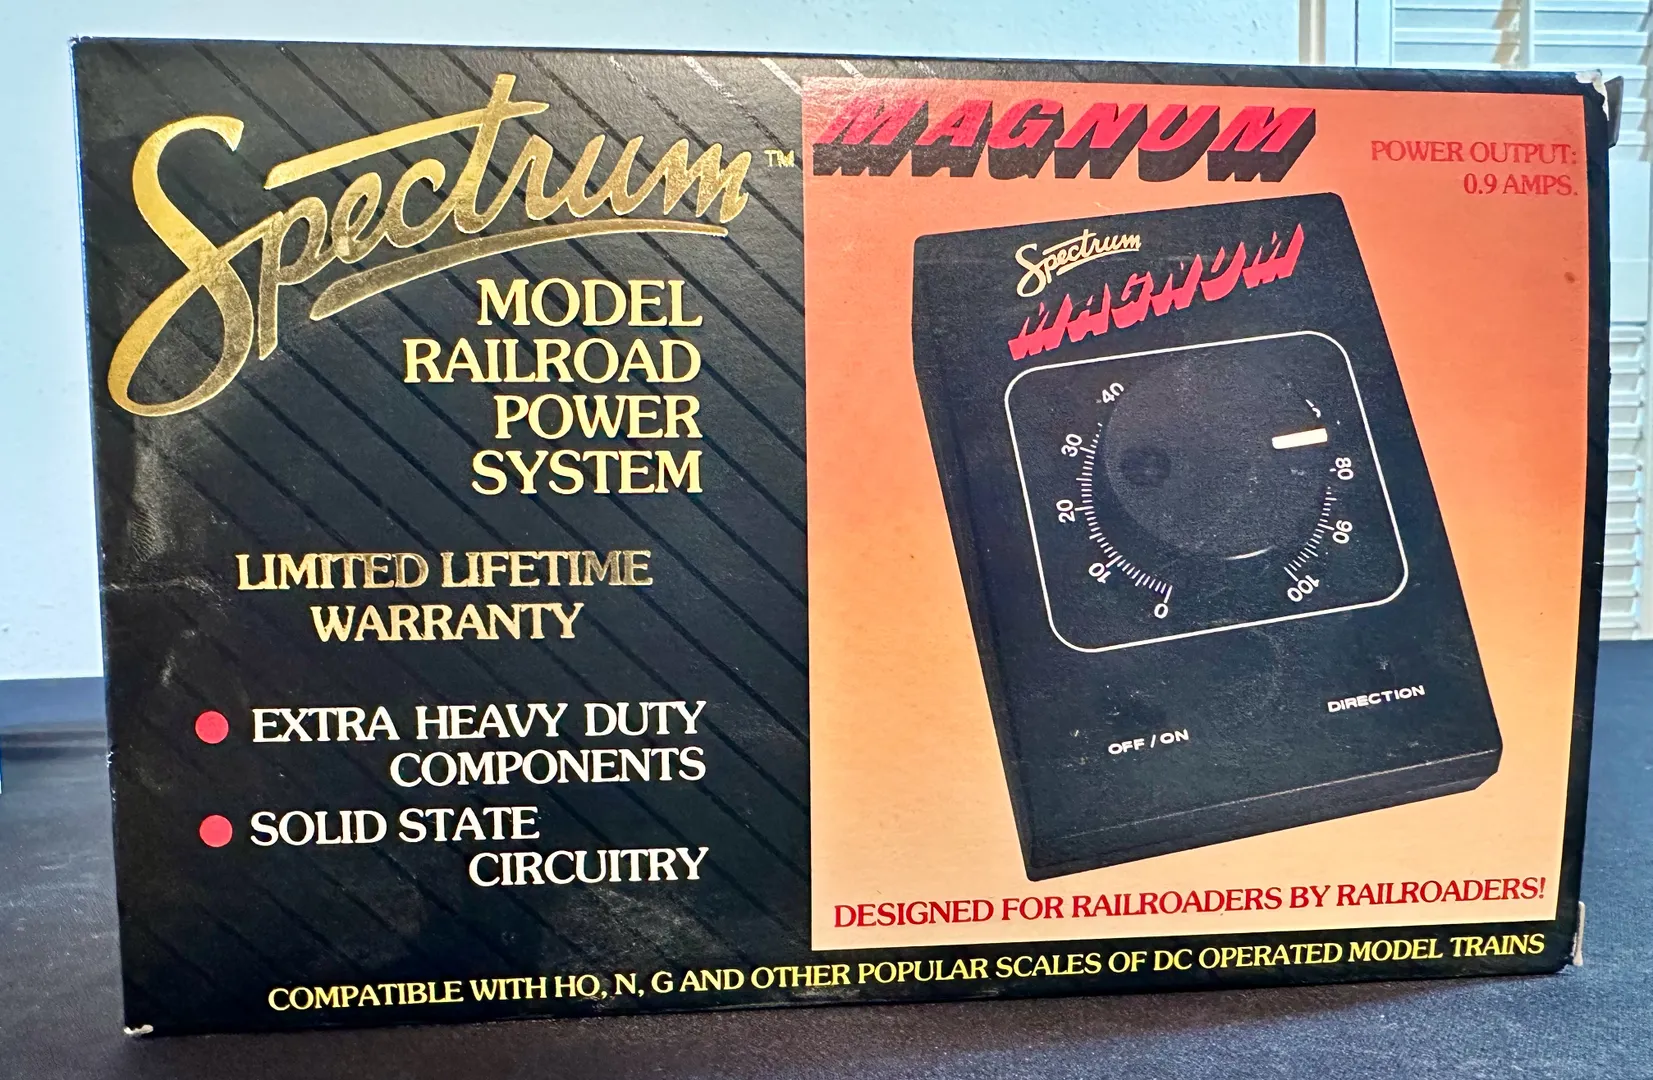 Spectrum™
MODEL
RAILROAD
POWER
SYSTEM
LIMITED LIFETIME
WARRANTY
EXTRA HEAVY DUTY
COMPONENTS
SOLID STATE
CIRCUITRY
MAGNUM
POWER OUTPUT:
0.9 AMPS.
Spectrum
MAGNUM
40
30
20
10
0
80
90
100
OFF / ON
DIRECTION
DESIGNED FOR RAILROADERS BY RAILROADERS!
COMPATIBLE WITH HO, N, G AND OTHER POPULAR SCALES OF DC OPERATED MODEL TRAINS